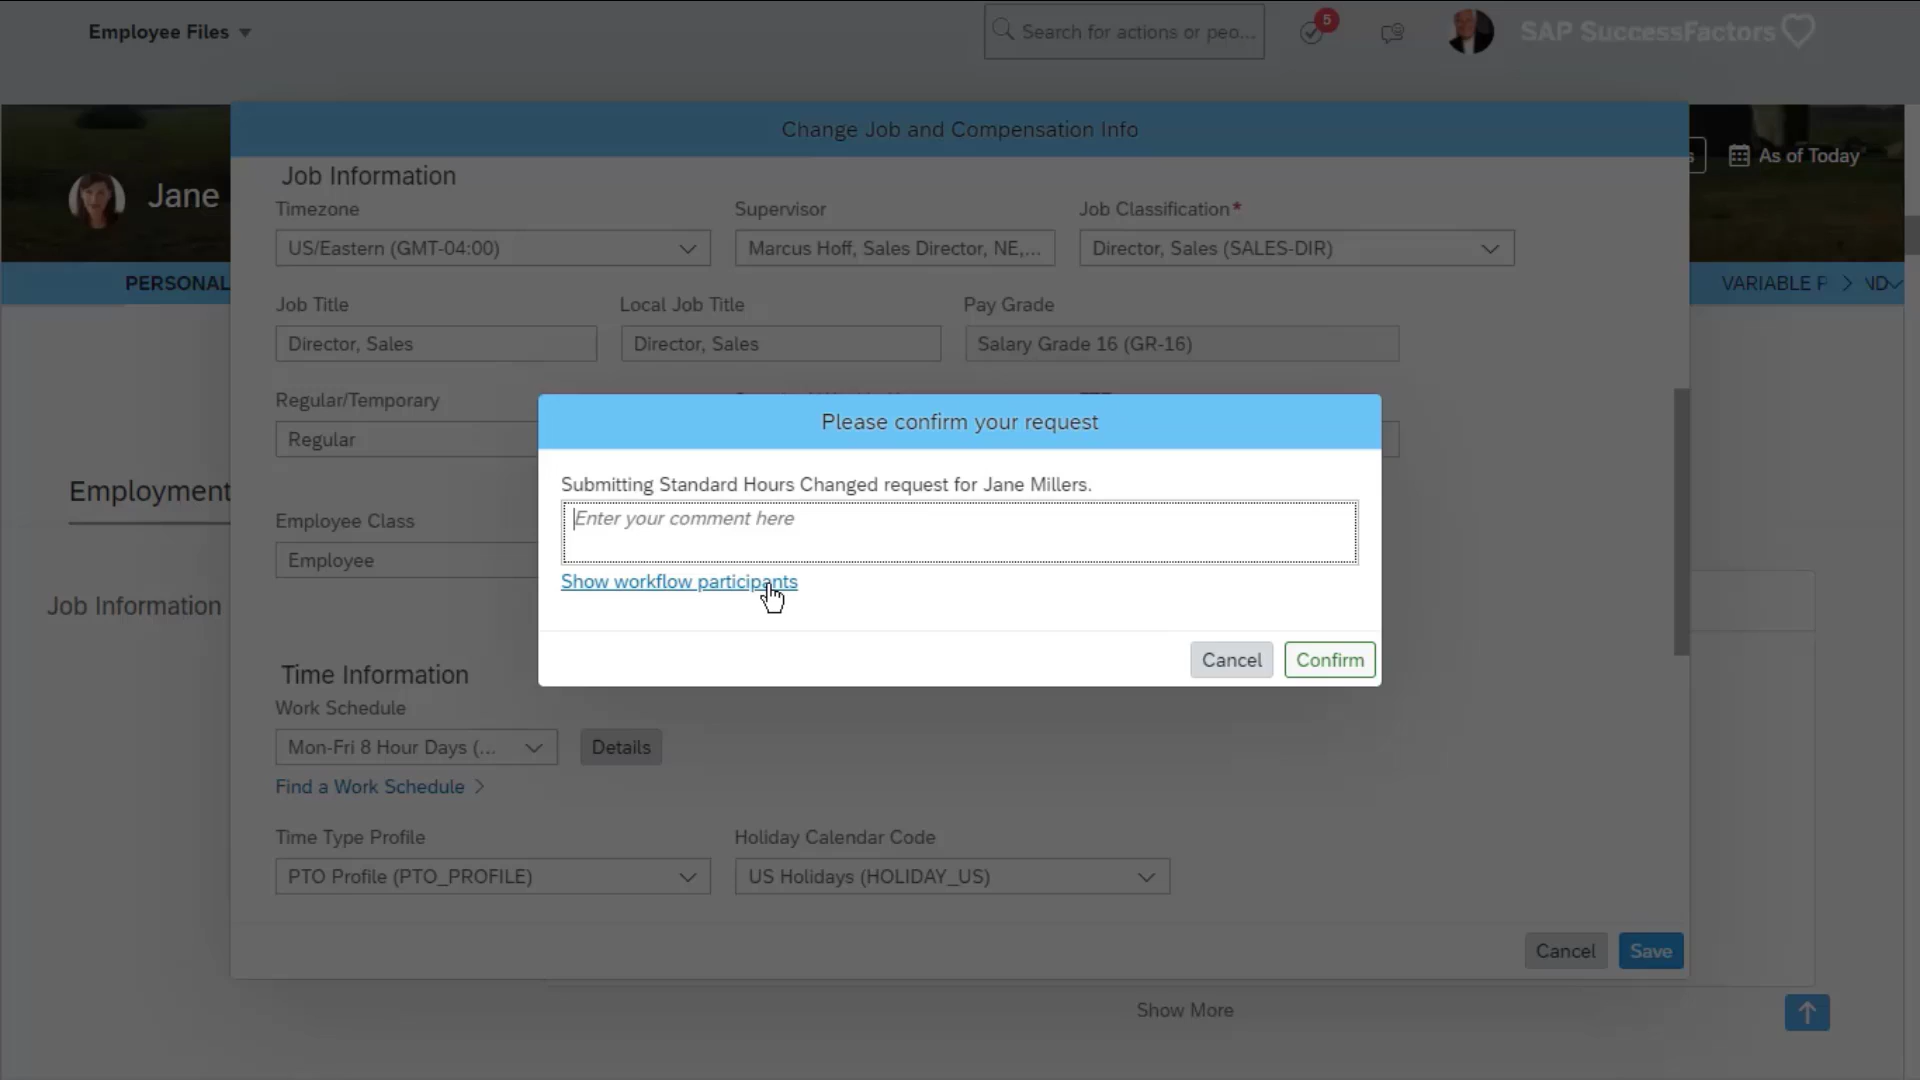 Employee Files
Search for actions or peo...
5
SAP SuccessFactors
Change Job and Compensation Info
As of Today
Jane
PERSONAL
VARIABLE P
ND
Job Information
Timezone
Supervisor
Job Classification*
US/Eastern (GMT-04:00)
Marcus Hoff, Sales Director, NE,...
Director, Sales (SALES-DIR)
Job Title
Local Job Title
Pay Grade
Director, Sales
Director, Sales
Salary Grade 16 (GR-16)
Regular/Temporary
Regular
Please confirm your request
Submitting Standard Hours Changed request for Jane Millers.
Enter your comment here
Show workflow participants
Cancel
Confirm
Employment
Employee Class
Employee
Job Information
Time Information
Work Schedule
Mon-Fri 8 Hour Days (...
Details
Find a Work Schedule
Time Type Profile
Holiday Calendar Code
PTO Profile (PTO_PROFILE)
US Holidays (HOLIDAY_US)
Cancel
Save
Show More